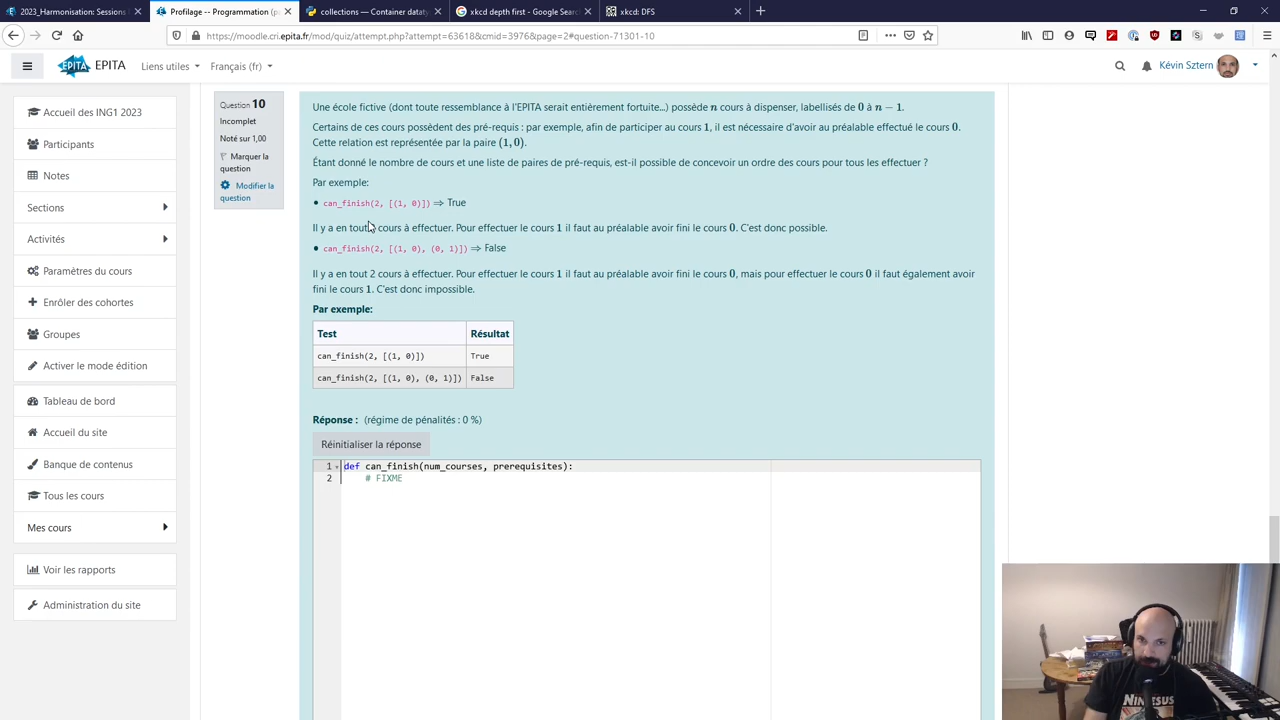 2023_Harmonisation: Sessions
Profilage -- Programmation (p
collections — Container dataty
xkcd depth first - Google Sear
xkcd: DFS
https://moodle.cri.epita.fr/mod/quiz/attempt.php?attempt=63618&cmid=3976&page=2#question-71301-10
EPITA
EPITA
Liens utiles
Français (fr)
Kévin Sztern
Accueil des ING1 2023
Participants
Notes
Sections
Activités
Paramètres du cours
Enrôler des cohortes
Groupes
Activer le mode édition
Tableau de bord
Accueil du site
Banque de contenus
Tous les cours
Mes cours
Voir les rapports
Administration du site
Question 10
Incomplet
Noté sur 1,00
Marquer la
question
Modifier la
question
Une école fictive (dont toute ressemblance à l'EPITA serait entièrement fortuite...) possède n cours à dispenser, labellisés de 0 à n − 1.
Certains de ces cours possèdent des pré-requis : par exemple, afin de participer au cours 1, il est nécessaire d'avoir au préalable effectué le cours 0.
Cette relation est représentée par la paire (1, 0).
Étant donné le nombre de cours et une liste de paires de pré-requis, est-il possible de concevoir un ordre des cours pour tous les effectuer ?
Par exemple:
• can_finish(2, [(1, 0)]) ⇒ True
Il y a en tout 2 cours à effectuer. Pour effectuer le cours 1 il faut au préalable avoir fini le cours 0. C'est donc possible.
• can_finish(2, [(1, 0), (0, 1)]) ⇒ False
Il y a en tout 2 cours à effectuer. Pour effectuer le cours 1 il faut au préalable avoir fini le cours 0, mais pour effectuer le cours 0 il faut également avoir
fini le cours 1. C'est donc impossible.
Par exemple:
Test Résultat
can_finish(2, [(1, 0)]) True
can_finish(2, [(1, 0), (0, 1)]) False
Réponse : (régime de pénalités : 0 %)
Réinitialiser la réponse
1 def can_finish(num_courses, prerequisites):
2 # FIXME